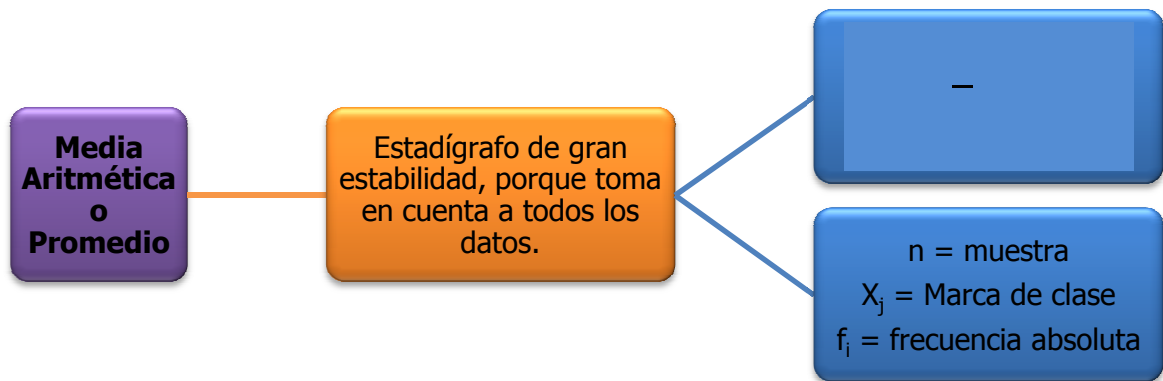 Media
Aritmética
o
Promedio
Estadígrafo de gran
estabilidad, porque toma
en cuenta a todos los
datos.
–
n = muestra
Xj = Marca de clase
fi = frecuencia absoluta